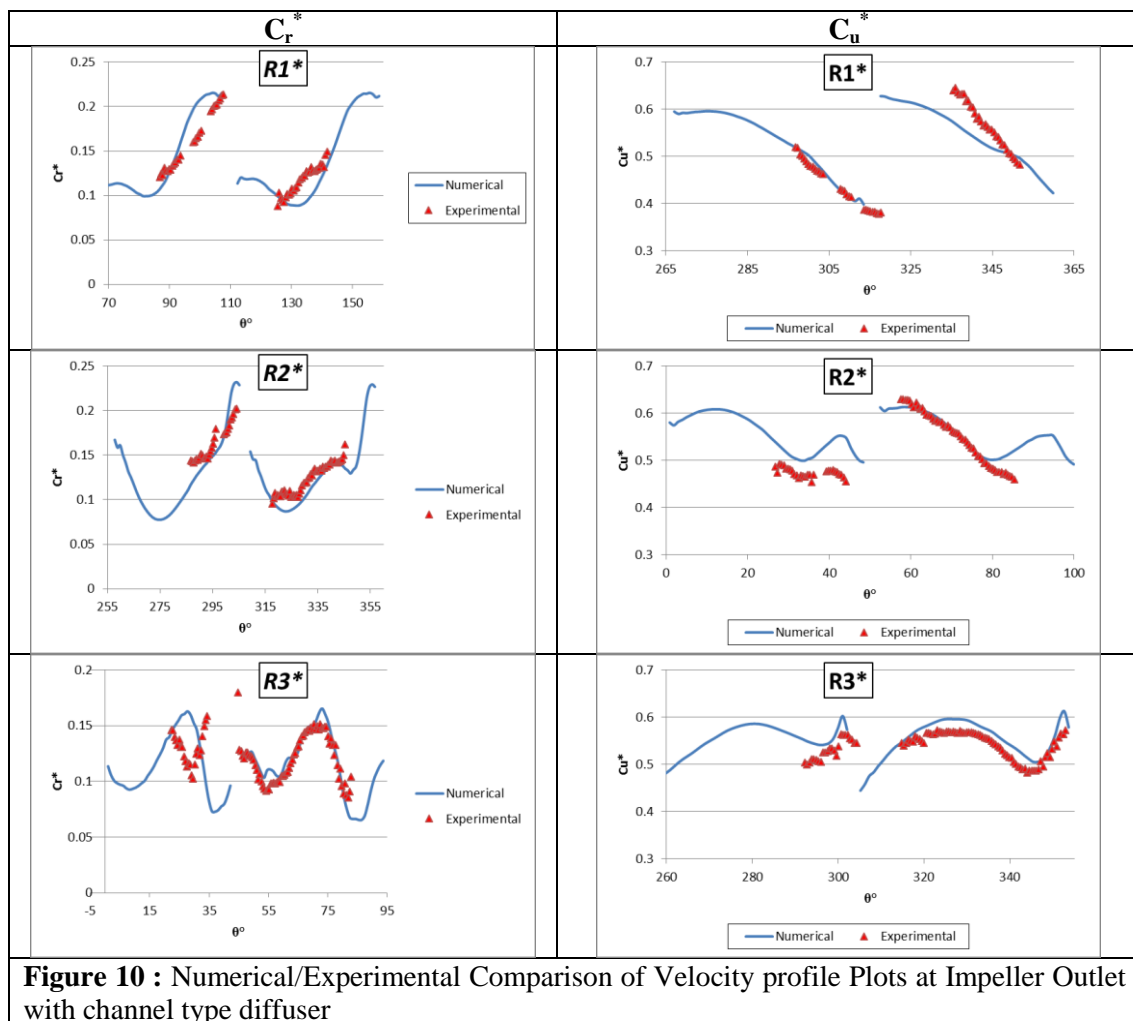 Cr* Cu*
R1*
0.25
0.2
0.15
0.1
0.05
0
Cr*
70 90 110 130 150
θ°
Numerical
Experimental
R1*
0.7
0.6
0.5
0.4
0.3
Cu*
265 285 305 325 345 365
θ°
Numerical Experimental
R2*
0.25
0.2
0.15
0.1
0.05
0
Cr*
255 275 295 315 335 355
θ°
Numerical
Experimental
R2*
0.7
0.6
0.5
0.4
0.3
Cu*
0 20 40 60 80 100
θ°
Numerical Experimental
R3*
0.2
0.15
0.1
0.05
0
Cr*
-5 15 35 55 75 95
θ°
Numerical
Experimental
R3*
0.7
0.6
0.5
0.4
0.3
Cu*
260 280 300 320 340
θ°
Numerical Experimental
Figure 10 : Numerical/Experimental Comparison of Velocity profile Plots at Impeller Outlet
with channel type diffuser